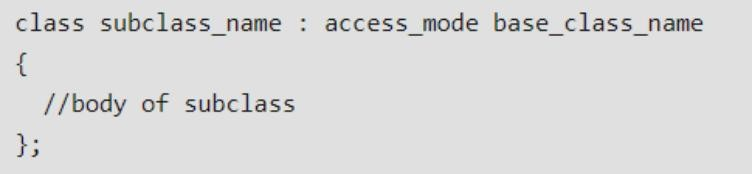 class subclass_name : access_mode base_class_name
{
  //body of subclass
};